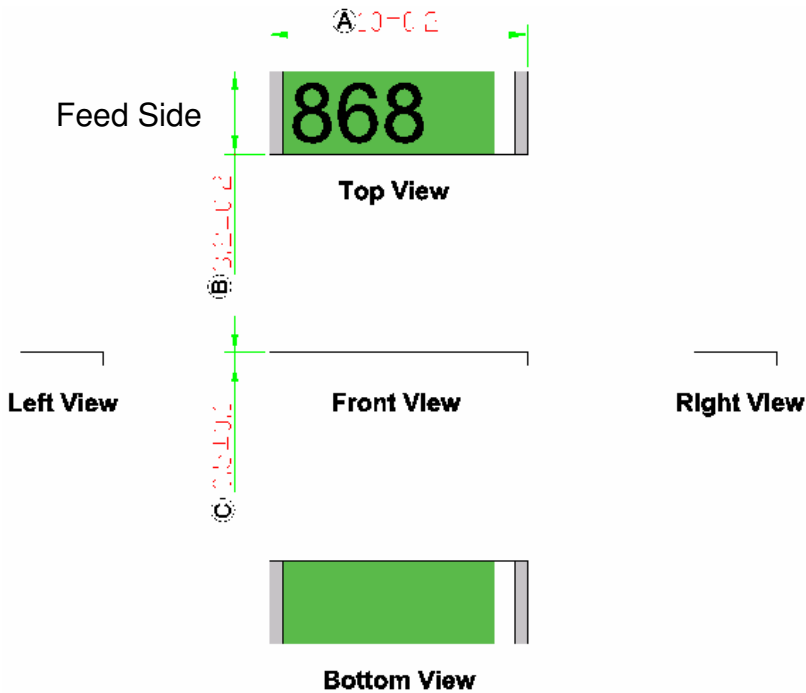 A
Feed Side
868
Top View
B
Left View
Front View
Right View
C
Bottom View